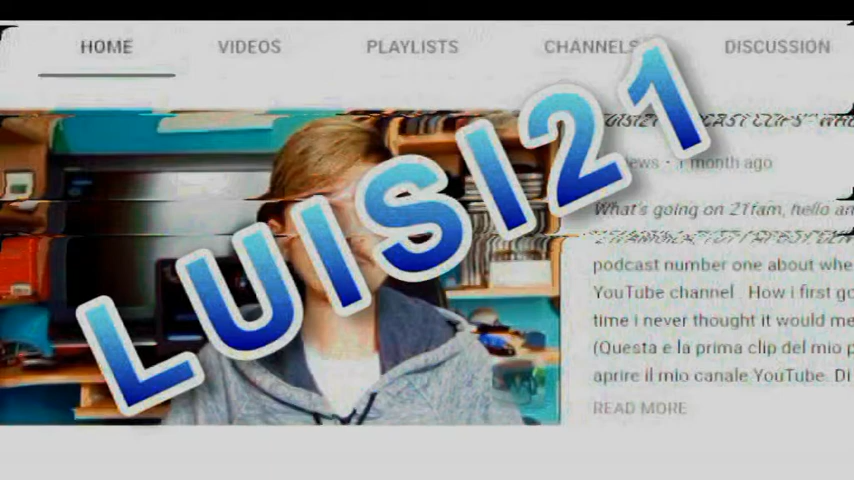 HOME VIDEOS PLAYLISTS CHANNELS DISCUSSION
LUISI21
month ago
What's going on 21fam, hello an
podcast number one about whe
YouTube channel. How i first go
time i never thought it would me
(Questa e la prima clip del mio p
aprire il mio canale YouTube. Di
READ MORE